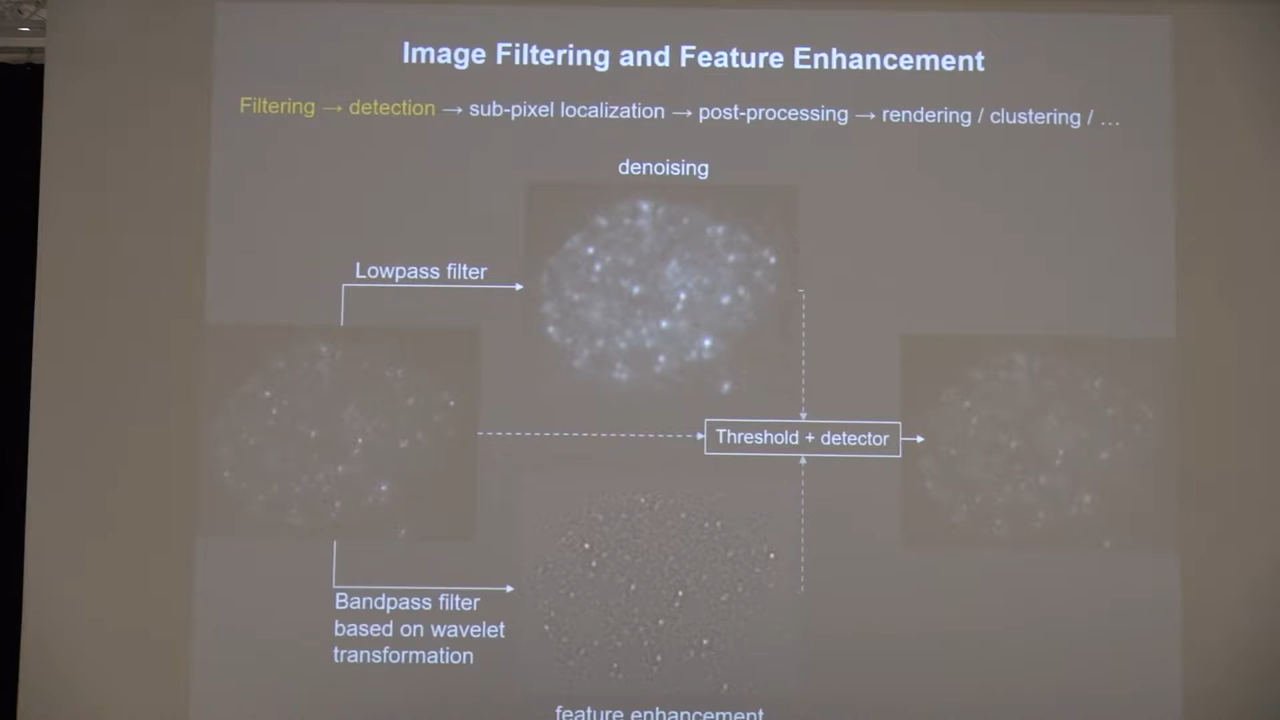 Image Filtering and Feature Enhancement
Filtering → detection → sub-pixel localization → post-processing → rendering / clustering / …
denoising
Lowpass filter
Threshold + detector
Bandpass filter
based on wavelet
transformation
feature enhancement